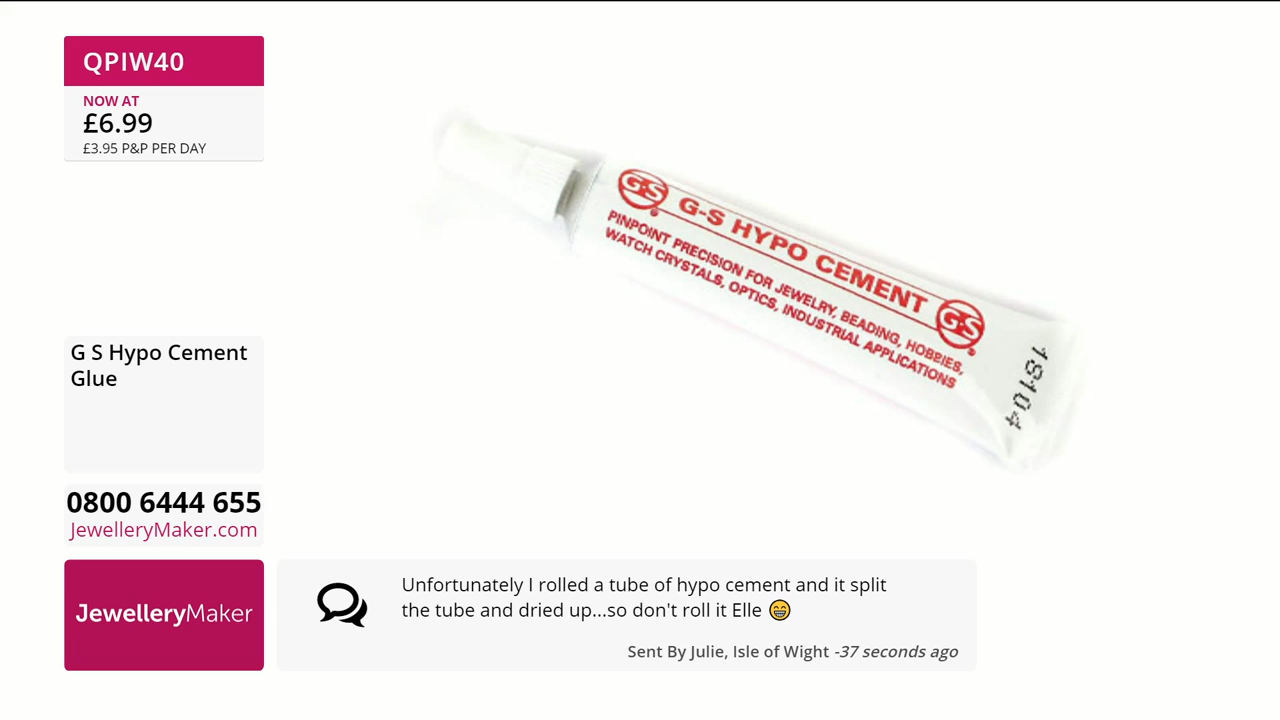 QPIW40
NOW AT
£6.99
£3.95 P&P PER DAY
GS G-S HYPO CEMENT GS
PINPOINT PRECISION FOR JEWELRY, BEADING, HOBBIES,
WATCH CRYSTALS, OPTICS, INDUSTRIAL APPLICATIONS
18104
G S Hypo Cement
Glue
0800 6444 655
JewelleryMaker.com
JewelleryMaker
Unfortunately I rolled a tube of hypo cement and it split
the tube and dried up...so don't roll it Elle 😁
Sent By Julie, Isle of Wight -37 seconds ago